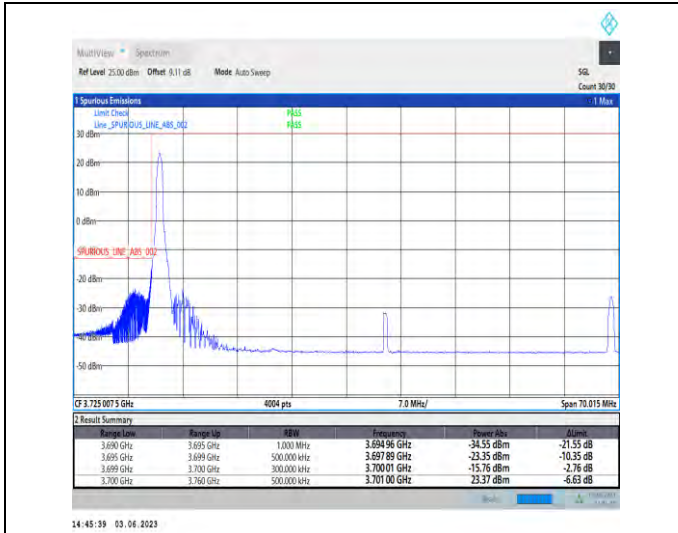 MultiView Spectrum
Ref Level 25.00 dBm Offset 9.11 dB Mode Auto Sweep SGL
Count 30/30
1 Spurious Emissions 1 Max
Limit Check PASS
Line _SPURIOUS_LINE_ABS_002 PASS
30 dBm
20 dBm
10 dBm
0 dBm
_SPURIOUS_LINE_ABS_002
-20 dBm
-30 dBm
-40 dBm
-50 dBm
CF 3.725 007 5 GHz 4004 pts 7.0 MHz/ Span 70.015 MHz
2 Result Summary
Range Low Range Up RBW Frequency Power Abs ΔLimit
3.690 GHz 3.695 GHz 1.000 MHz 3.694 96 GHz -34.55 dBm -21.55 dB
3.695 GHz 3.699 GHz 500.000 kHz 3.697 89 GHz -23.35 dBm -10.35 dB
3.699 GHz 3.700 GHz 300.000 kHz 3.700 01 GHz -15.76 dBm -2.76 dB
3.700 GHz 3.760 GHz 500.000 kHz 3.701 00 GHz 23.37 dBm -6.63 dB
14:45:39 03.06.2023